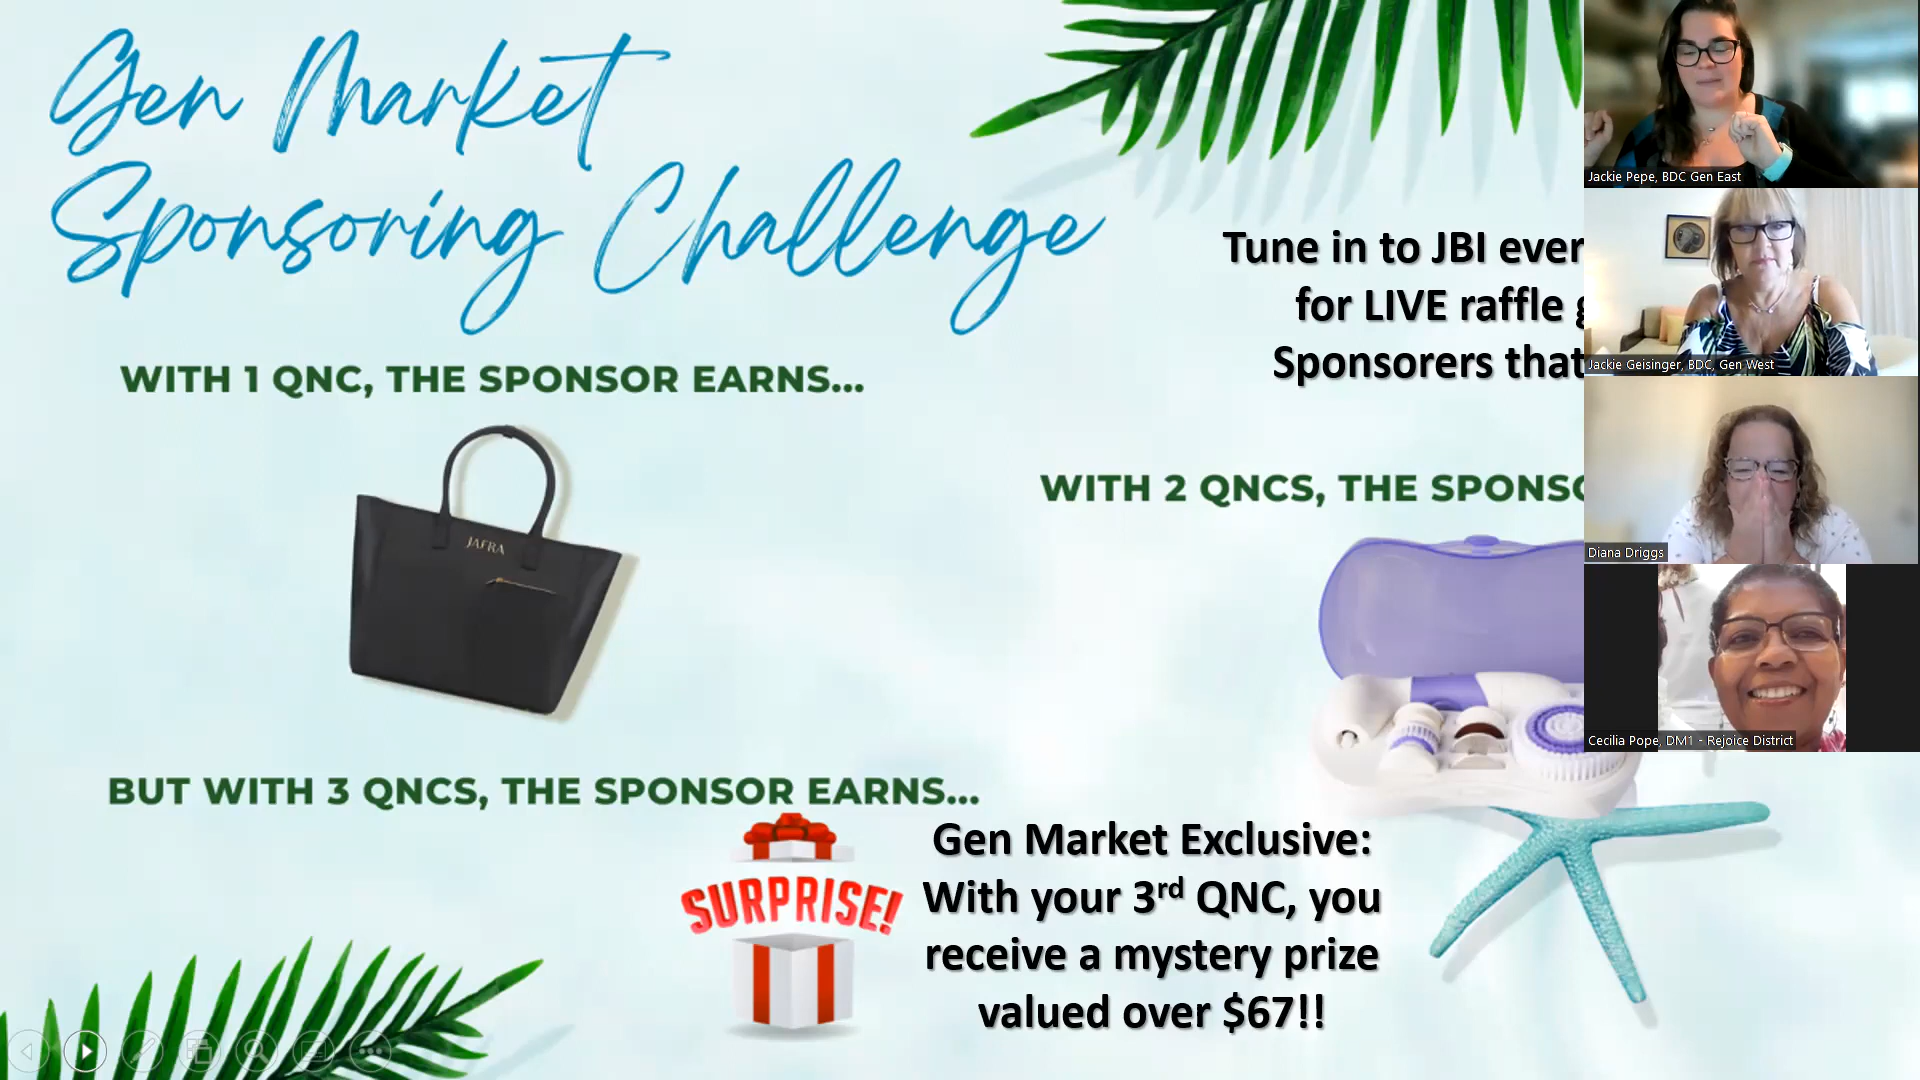 Gen Market
Sponsoring Challenge
Tune in to JBI ever
for LIVE raffle
Sponsorers that
WITH 1 QNC, THE SPONSOR EARNS...
JAFRA
WITH 2 QNCS, THE SPONSO
BUT WITH 3 QNCS, THE SPONSOR EARNS...
SURPRISE!
Gen Market Exclusive:
With your 3rd QNC, you
receive a mystery prize
valued over $67!!
Jackie Pepe, BDC Gen East
Jackie Geisinger, BDC, Gen West
Diana Driggs
Cecilia Pope, DM1 - Rejoice District